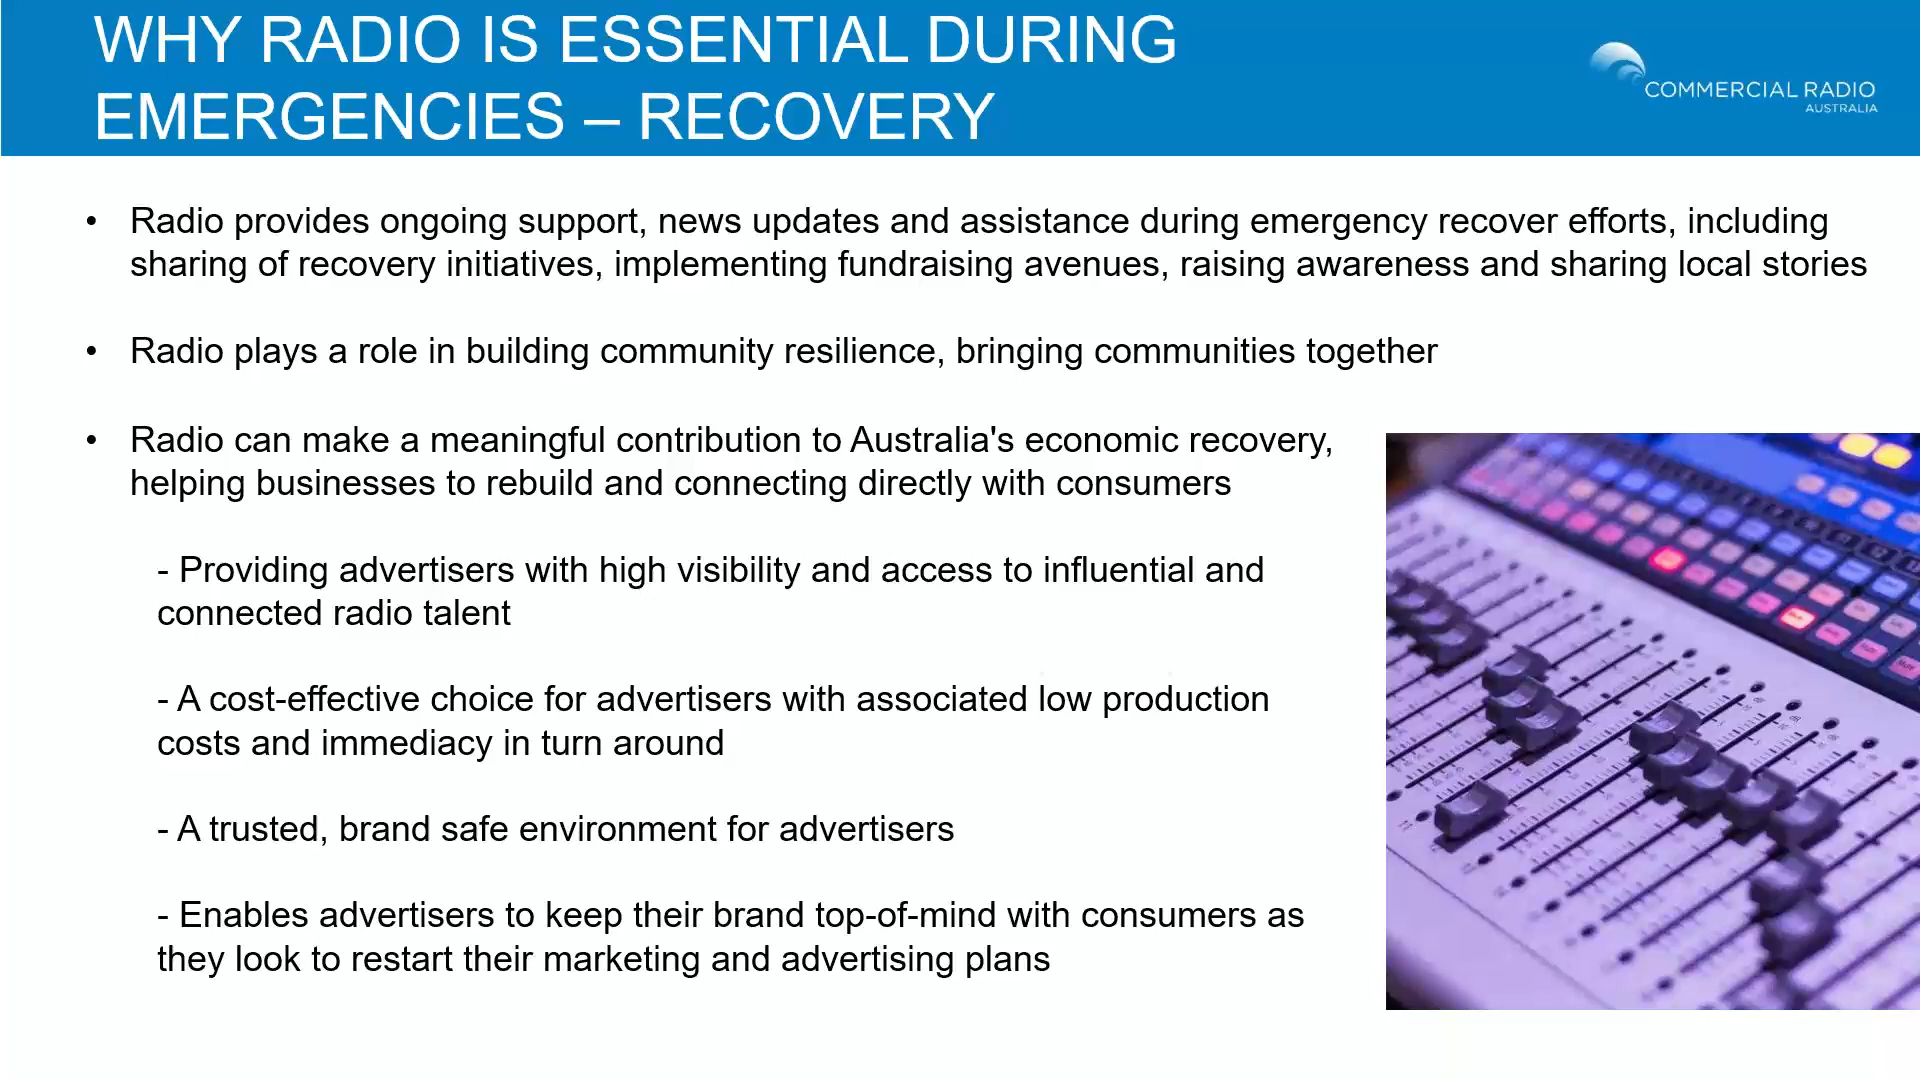 WHY RADIO IS ESSENTIAL DURING
EMERGENCIES – RECOVERY
COMMERCIAL RADIO
AUSTRALIA
• Radio provides ongoing support, news updates and assistance during emergency recover efforts, including
sharing of recovery initiatives, implementing fundraising avenues, raising awareness and sharing local stories
• Radio plays a role in building community resilience, bringing communities together
• Radio can make a meaningful contribution to Australia's economic recovery,
helping businesses to rebuild and connecting directly with consumers
- Providing advertisers with high visibility and access to influential and
connected radio talent
- A cost-effective choice for advertisers with associated low production
costs and immediacy in turn around
- A trusted, brand safe environment for advertisers
- Enables advertisers to keep their brand top-of-mind with consumers as
they look to restart their marketing and advertising plans